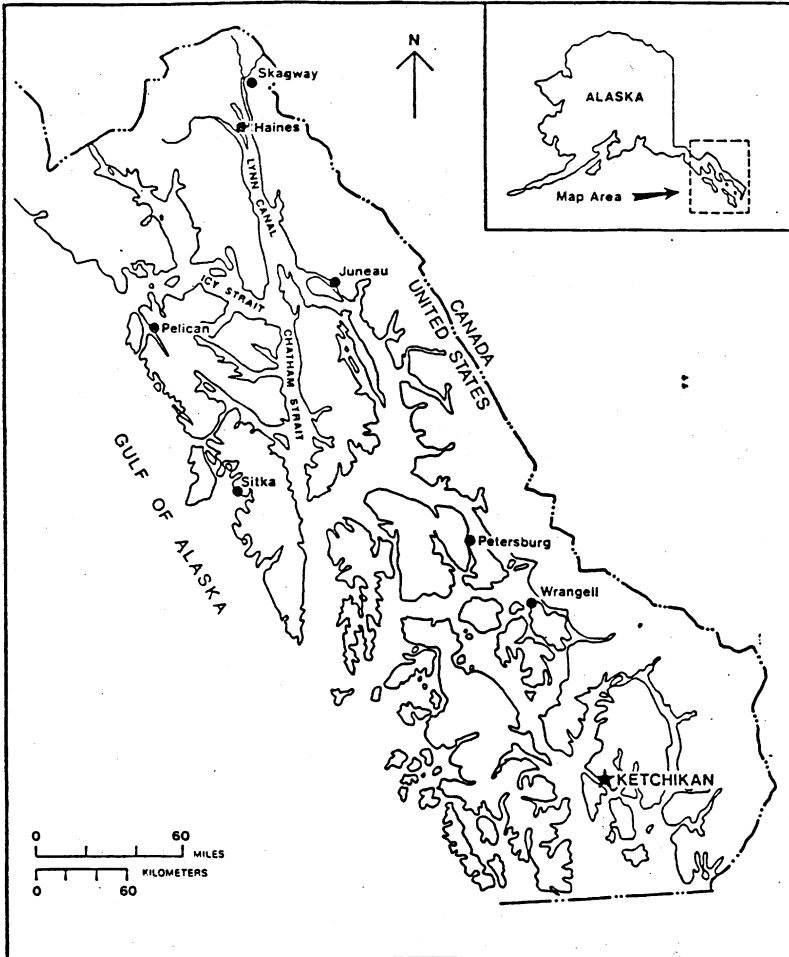 N
Skagway
Haines
LYNN CANAL
ALASKA
Map Area
Juneau
ICY STRAIT
Pelican
CHATHAM STRAIT
CANADA
UNITED STATES
GULF OF ALASKA
Sitka
Petersburg
Wrangell
KETCHIKAN
0 60
MILES
KILOMETERS
0 60